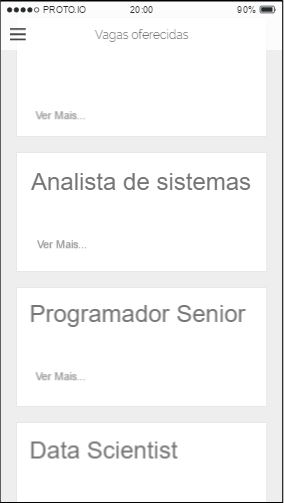 PROTO.IO 20:00 90%
Vagas oferecidas
Ver Mais...
Analista de sistemas
Ver Mais...
Programador Senior
Ver Mais...
Data Scientist